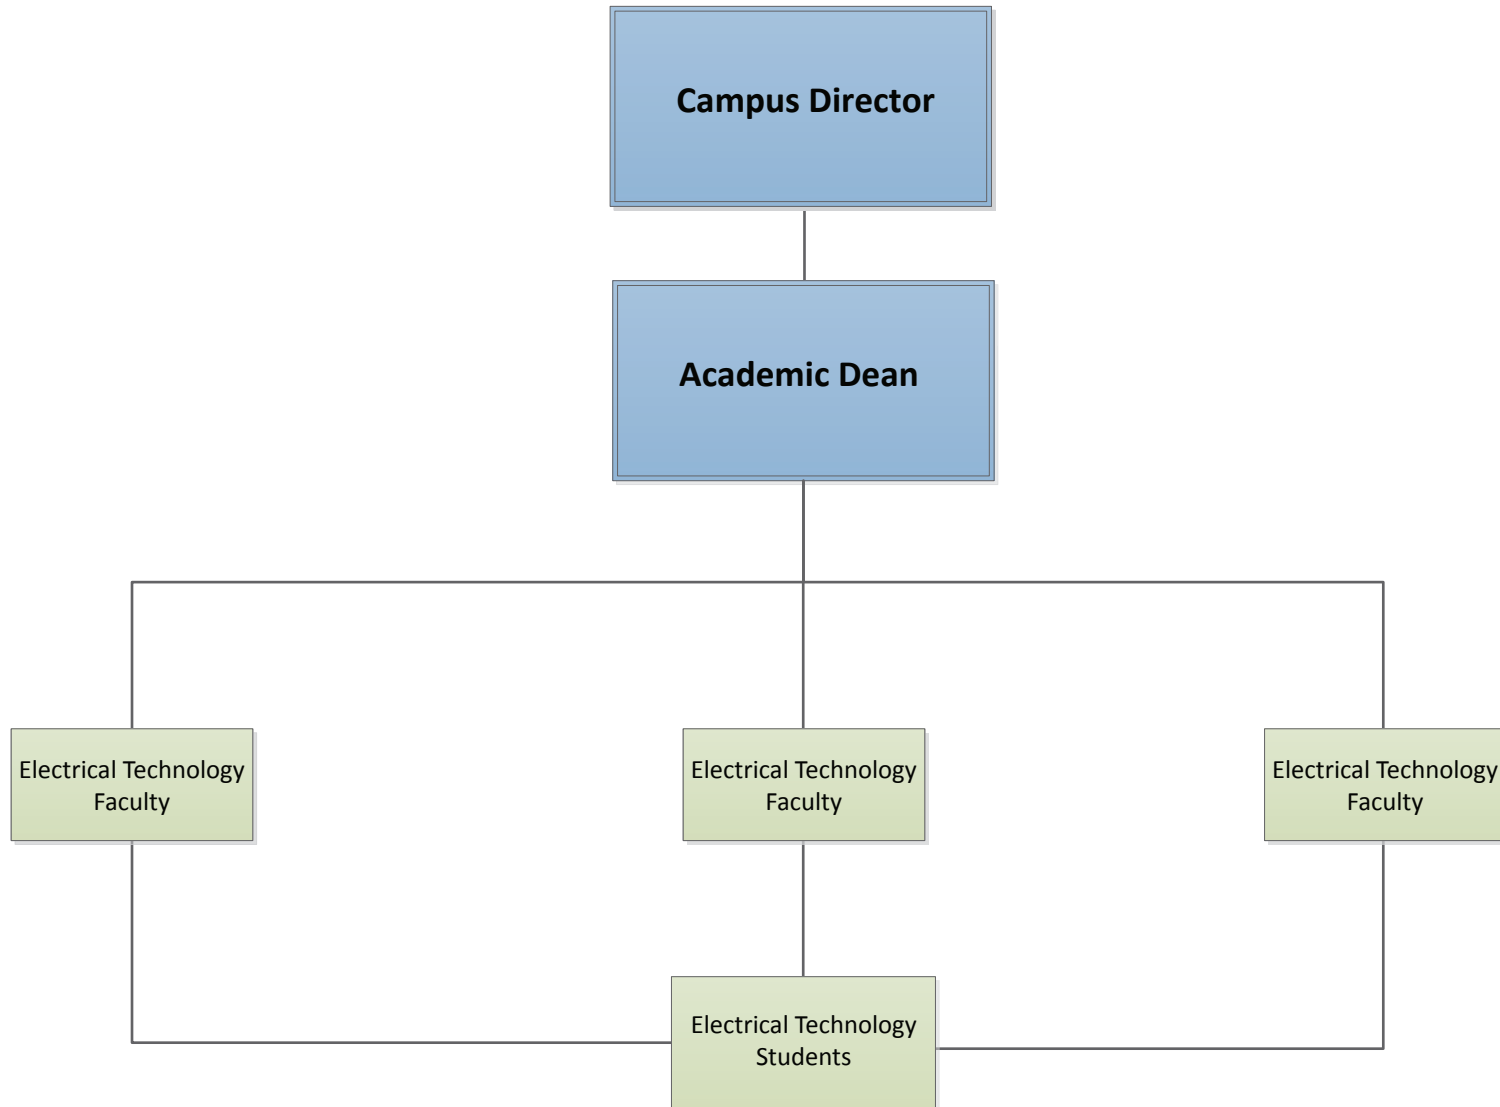 Campus Director
Academic Dean
Electrical Technology
Faculty
Electrical Technology
Faculty
Electrical Technology
Faculty
Electrical Technology
Students